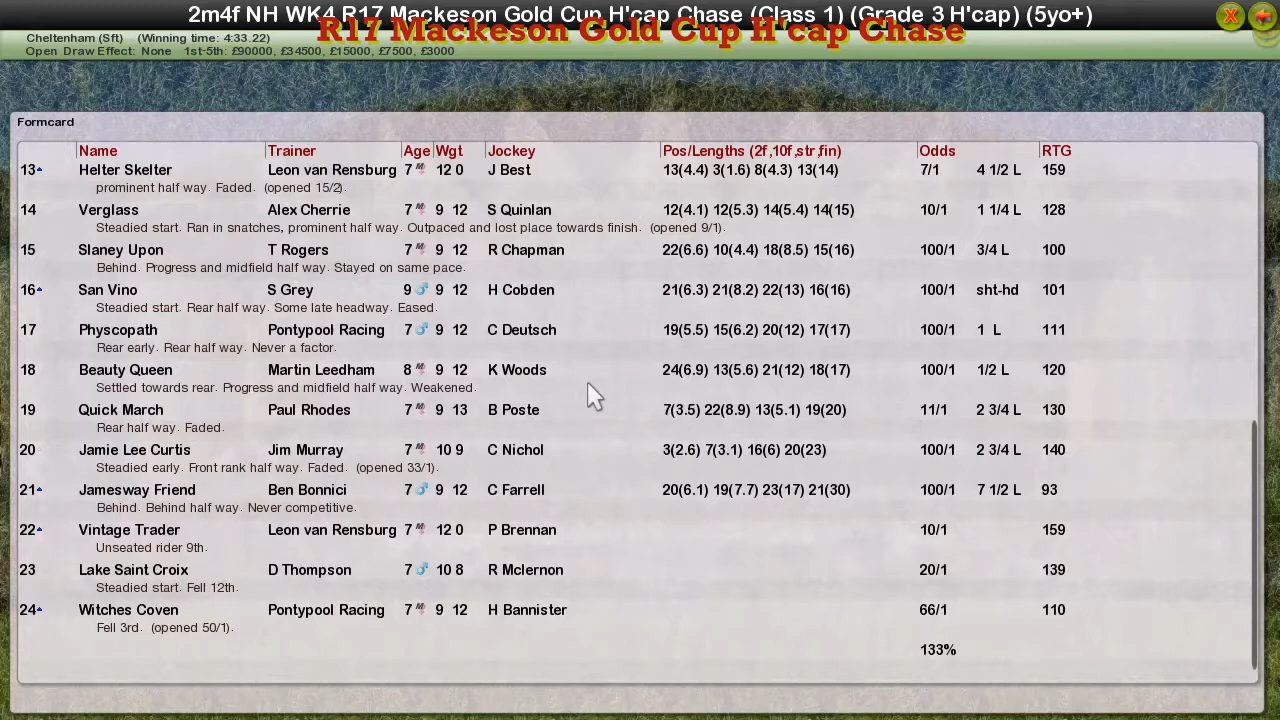 2m4f NH WK4 R17 Mackeson Gold Cup H'cap Chase (Class 1) (Grade 3 H'cap) (5yo+)
R17 Mackeson Gold Cup H'cap Chase
Cheltenham (Sft) (Winning time: 4:33.22)
Open Draw Effect: None 1st-5th: £90000, £34500, £15000, £7500, £3000
Formcard
Name Trainer Age Wgt Jockey Pos/Lengths (2f,10f,str,fin) Odds RTG
13 Helter Skelter Leon van Rensburg 7 12 0 J Best 13(4.4) 3(1.6) 8(4.3) 13(14) 7/1 4 1/2 L 159
prominent half way. Faded. (opened 15/2).
14 Verglass Alex Cherrie 7 9 12 S Quinlan 12(4.1) 12(5.3) 14(5.4) 14(15) 10/1 1 1/4 L 128
Steadied start. Ran in snatches, prominent half way. Outpaced and lost place towards finish. (opened 9/1).
15 Slaney Upon T Rogers 7 9 12 R Chapman 22(6.6) 10(4.4) 18(8.5) 15(16) 100/1 3/4 L 100
Behind. Progress and midfield half way. Stayed on same pace.
16 San Vino S Grey 9 9 12 H Cobden 21(6.3) 21(8.2) 22(13) 16(16) 100/1 sht-hd 101
Steadied start. Rear half way. Some late headway. Eased.
17 Physcopath Pontypool Racing 7 9 12 C Deutsch 19(5.5) 15(6.2) 20(12) 17(17) 100/1 1 L 111
Rear early. Rear half way. Never a factor.
18 Beauty Queen Martin Leedham 8 9 12 K Woods 24(6.9) 13(5.6) 21(12) 18(17) 100/1 1/2 L 120
Settled towards rear. Progress and midfield half way. Weakened.
19 Quick March Paul Rhodes 7 9 13 B Poste 7(3.5) 22(8.9) 13(5.1) 19(20) 11/1 2 3/4 L 130
Rear half way. Faded.
20 Jamie Lee Curtis Jim Murray 7 10 9 C Nichol 3(2.6) 7(3.1) 16(6) 20(23) 100/1 2 3/4 L 140
Steadied early. Front rank half way. Faded. (opened 33/1).
21 Jamesway Friend Ben Bonnici 7 9 12 C Farrell 20(6.1) 19(7.7) 23(17) 21(30) 100/1 7 1/2 L 93
Behind. Behind half way. Never competitive.
22 Vintage Trader Leon van Rensburg 7 12 0 P Brennan 10/1 159
Unseated rider 9th.
23 Lake Saint Croix D Thompson 7 10 8 R Mclernon 20/1 139
Steadied start. Fell 12th.
24 Witches Coven Pontypool Racing 7 9 12 H Bannister 66/1 110
Fell 3rd. (opened 50/1).
133%